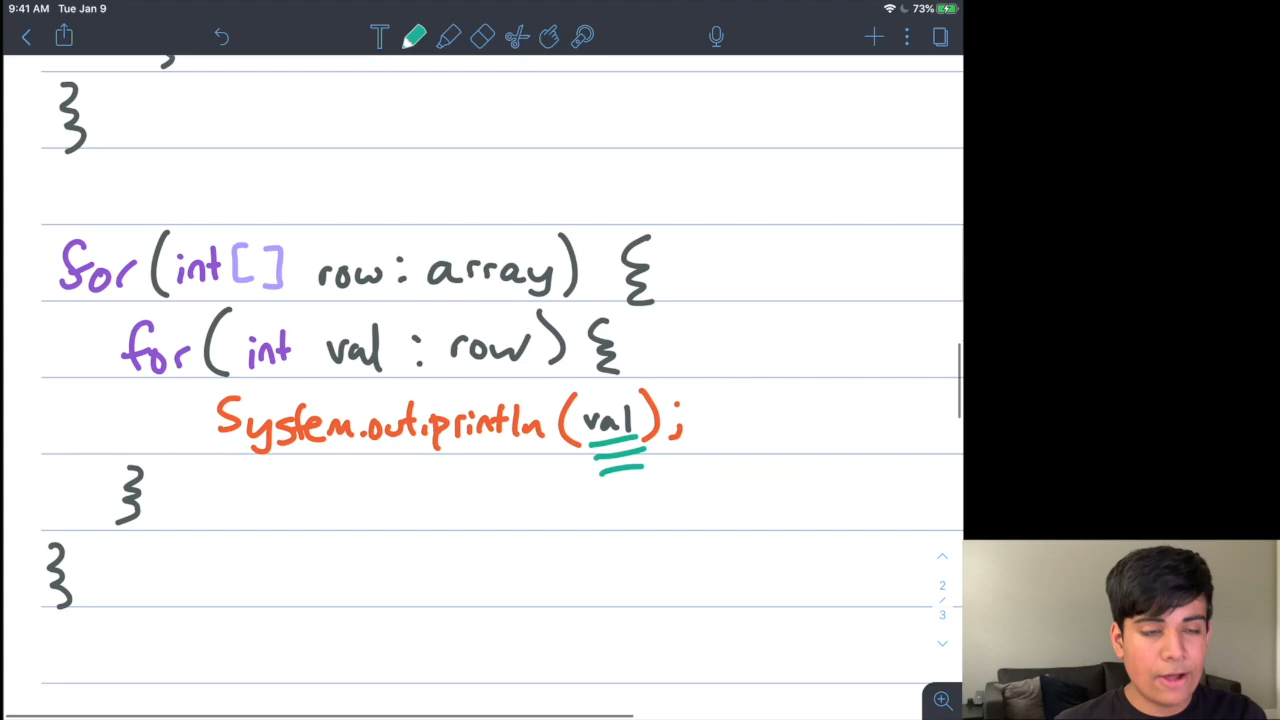 9:41 AM Tue Jan 9 73%
T
}
for(int[] row: array) {
for( int val : row) {
System.out.println(val);
}
}
2
/
3